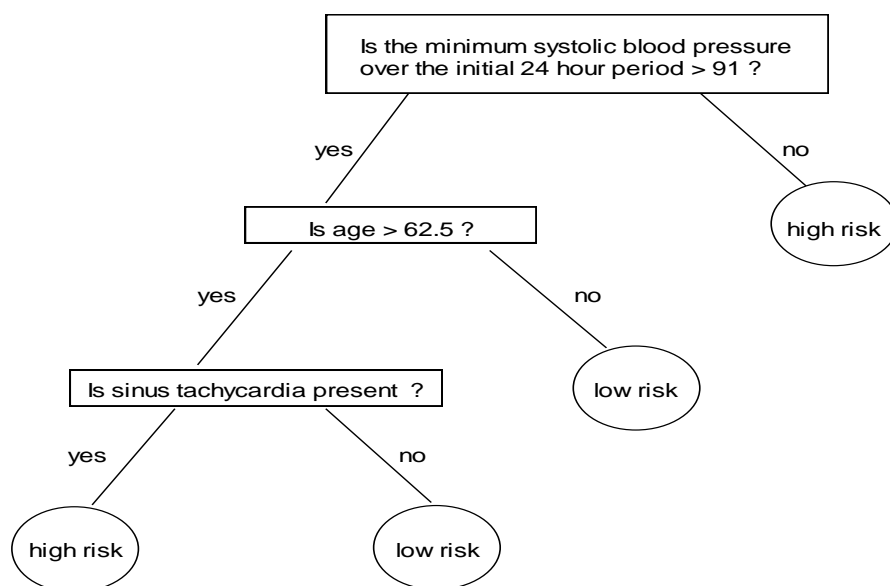 Is the minimum systolic blood pressure
over the initial 24 hour period > 91 ?
yes
no
Is age > 62.5 ?
high risk
yes
no
Is sinus tachycardia present ?
low risk
yes
no
high risk
low risk